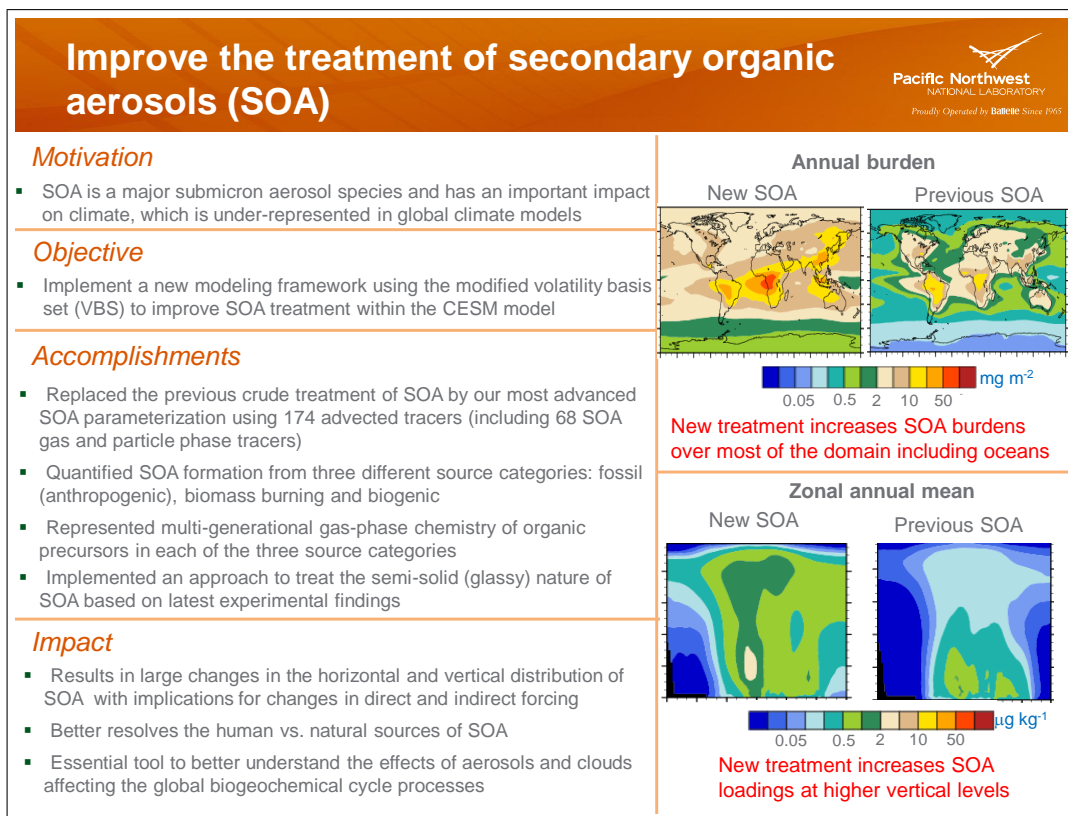 Improve the treatment of secondary organic
aerosols (SOA)
Pacific Northwest
NATIONAL LABORATORY
Proudly Operated by Battelle Since 1965
Motivation
▪ SOA is a major submicron aerosol species and has an important impact
on climate, which is under-represented in global climate models
Objective
▪ Implement a new modeling framework using the modified volatility basis
set (VBS) to improve SOA treatment within the CESM model
Accomplishments
▪ Replaced the previous crude treatment of SOA by our most advanced
SOA parameterization using 174 advected tracers (including 68 SOA
gas and particle phase tracers)
▪ Quantified SOA formation from three different source categories: fossil
(anthropogenic), biomass burning and biogenic
▪ Represented multi-generational gas-phase chemistry of organic
precursors in each of the three source categories
▪ Implemented an approach to treat the semi-solid (glassy) nature of
SOA based on latest experimental findings
Impact
▪ Results in large changes in the horizontal and vertical distribution of
SOA with implications for changes in direct and indirect forcing
▪ Better resolves the human vs. natural sources of SOA
▪ Essential tool to better understand the effects of aerosols and clouds
affecting the global biogeochemical cycle processes
Annual burden
New SOA Previous SOA
mg m-2
0.05 0.5 2 10 50
New treatment increases SOA burdens
over most of the domain including oceans
Zonal annual mean
New SOA Previous SOA
μg kg-1
0.05 0.5 2 10 50
New treatment increases SOA
loadings at higher vertical levels